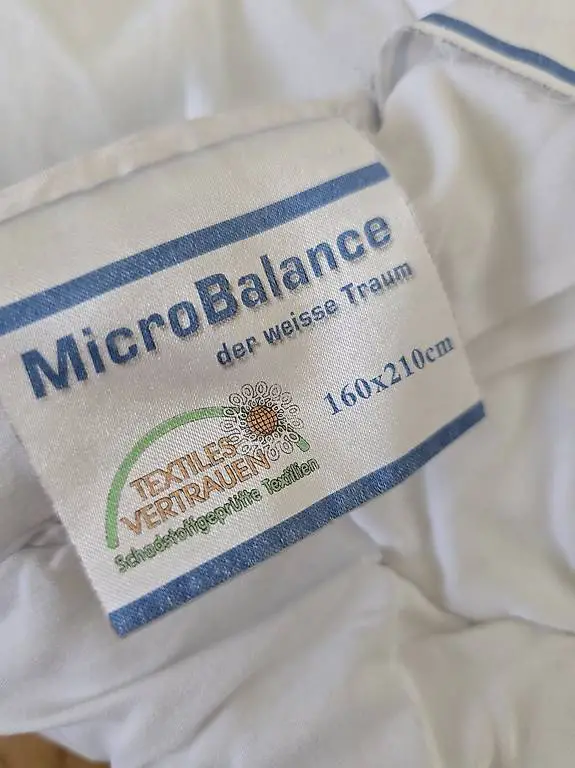 MicroBalance
der weisse Traum
160x210cm
TEXTILES
VERTRAUEN
Schadstoffgeprüfte Textilien